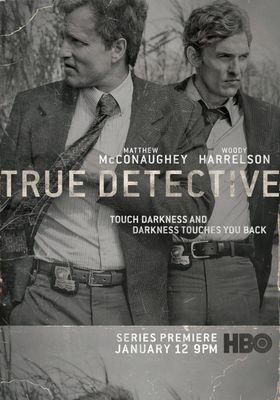 MATTHEW WOODY
McCONAUGHEY HARRELSON
TRUE DETECTIVE
TOUCH DARKNESS AND
DARKNESS TOUCHES YOU BACK
SERIES PREMIERE
JANUARY 12 9PM HBO